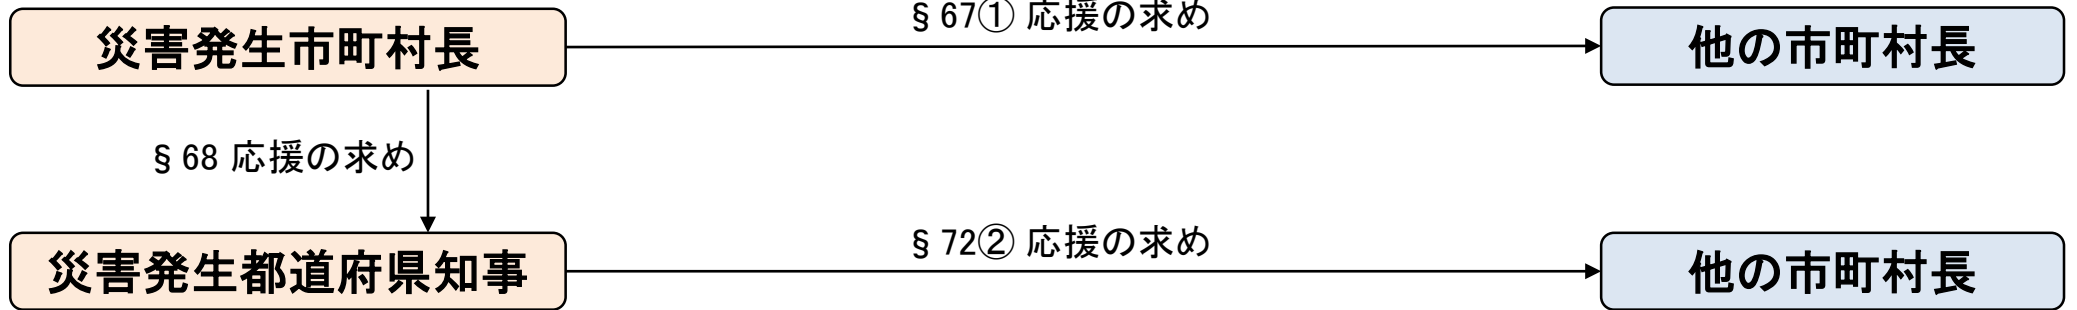 §67① 応援の求め
災害発生市町村長
他の市町村長
§68 応援の求め
§72② 応援の求め
災害発生都道府県知事
他の市町村長